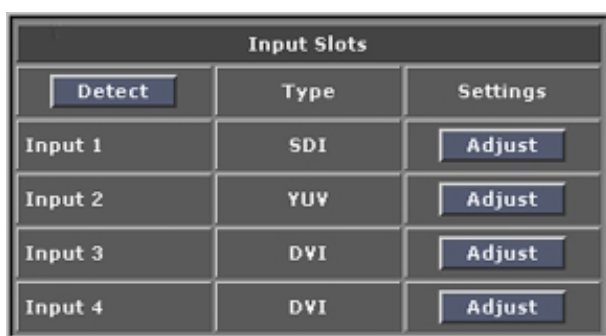 Input Slots
Detect Type Settings
Input 1 SDI Adjust
Input 2 YUV Adjust
Input 3 DVI Adjust
Input 4 DVI Adjust